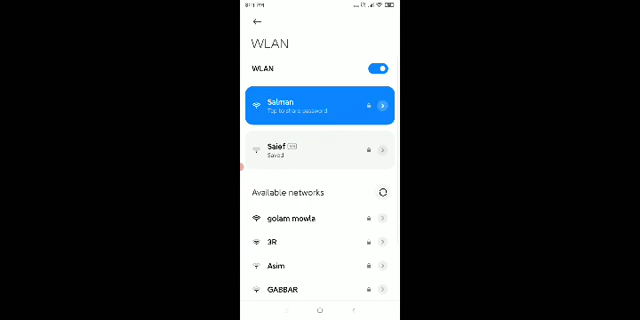 WLAN
WLAN
Salman
Tap to share password
Saief
Saved
Available networks
golam mowla
3R
Asim
GABBAR